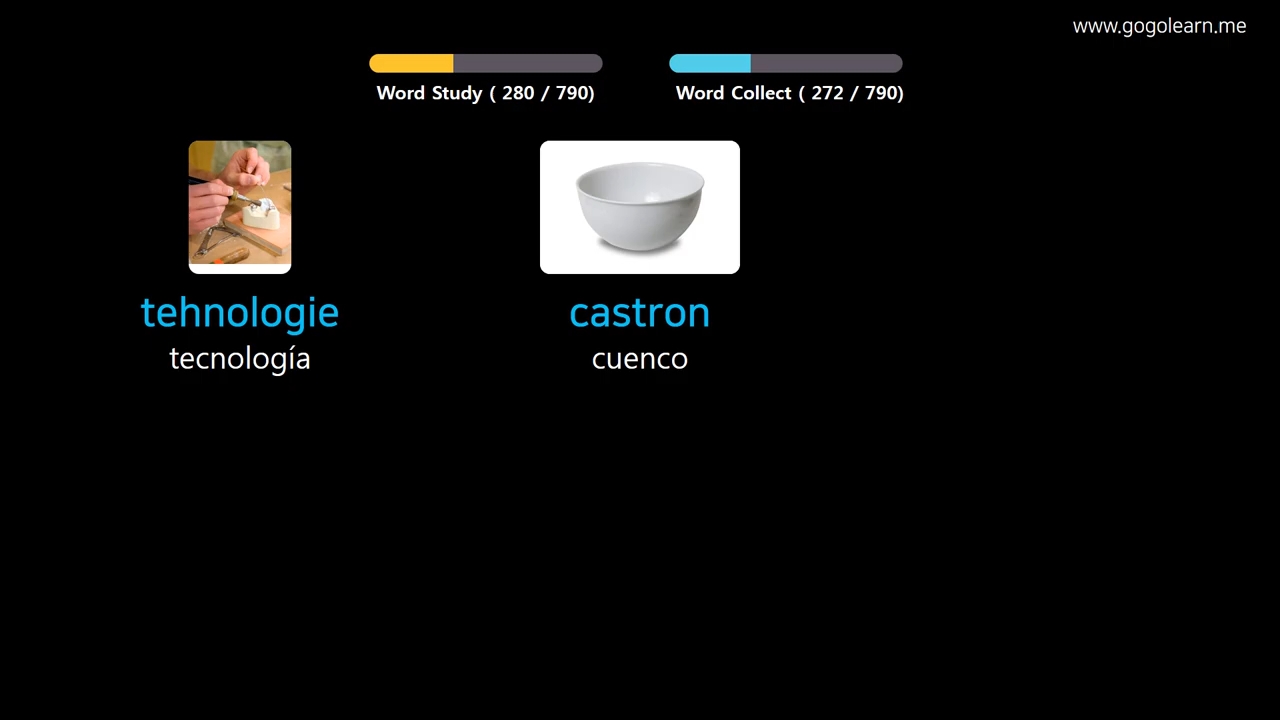 www.gogolearn.me
Word Study ( 280 / 790)
Word Collect ( 272 / 790)
tehnologie
tecnología
castron
cuenco